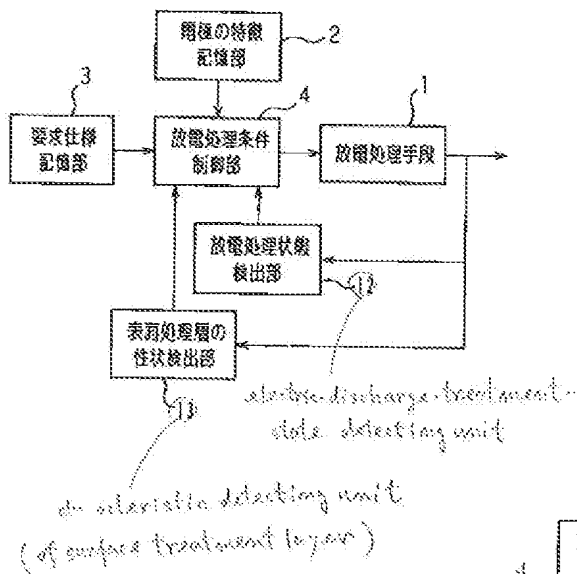 電極の特徴
記憶部
2
3
4
1
要求仕様
記憶部
放電処理条件
制御部
放電処理手段
放電処理状態
検出部
12
表面処理層の
性状検出部
13
electric-discharge-treatment-
state detecting unit
detecting unit
(of surface treatment layer)